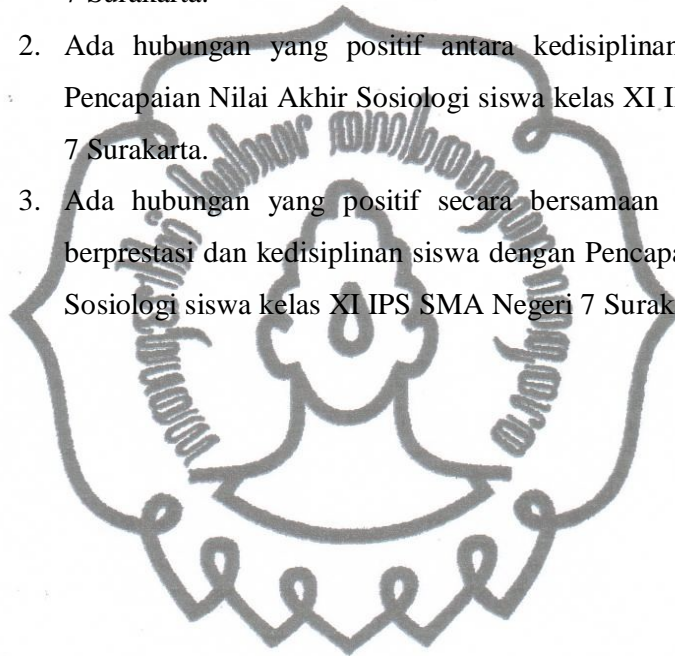 7 Surakarta.
2. Ada hubungan yang positif antara kedisiplinan
Pencapaian Nilai Akhir Sosiologi siswa kelas XI
7 Surakarta.
3. Ada hubungan yang positif secara bersamaan
berprestasi dan kedisiplinan siswa dengan
Sosiologi siswa kelas XI IPS SMA Negeri 7